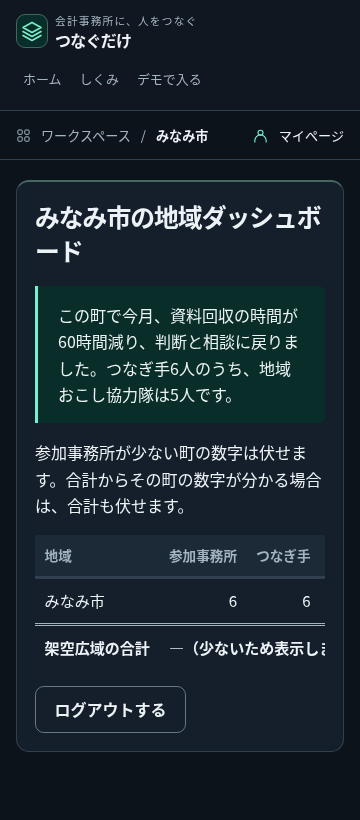 会計事務所に、人をつなぐ
つなぐだけ
ホーム しくみ デモで入る
ワークスペース / みなみ市 マイページ
みなみ市の地域ダッシュボ
ード
この町で今月、資料回収の時間が
60時間減り、判断と相談に戻りま
した。つなぎ手6人のうち、地域
おこし協力隊は5人です。
参加事務所が少ない町の数字は伏せま
す。合計からその町の数字が分かる場合
は、合計も伏せます。
地域 参加事務所 つなぎ手
みなみ市 6 6
架空広域の合計 —（少ないため表示しま
ログアウトする